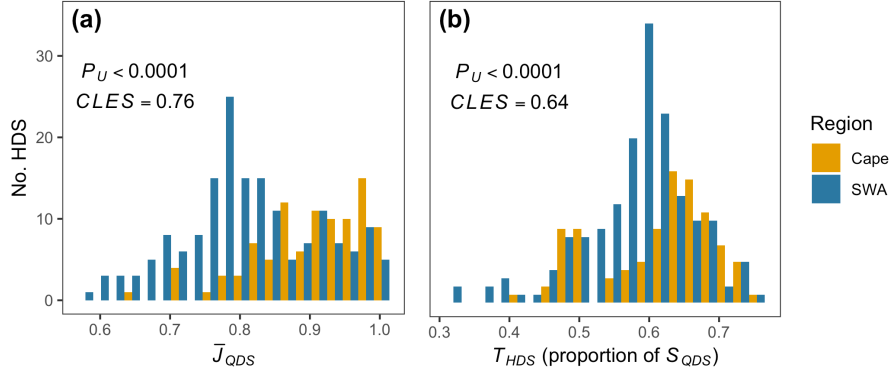 (a)
P_U < 0.0001
CLES = 0.76
No. HDS
30
20
10
0
0.6 0.7 0.8 0.9 1.0
J̅_QDS
(b)
P_U < 0.0001
CLES = 0.64
0.3 0.4 0.5 0.6 0.7
T_HDS (proportion of S_QDS)
Region
Cape
SWA